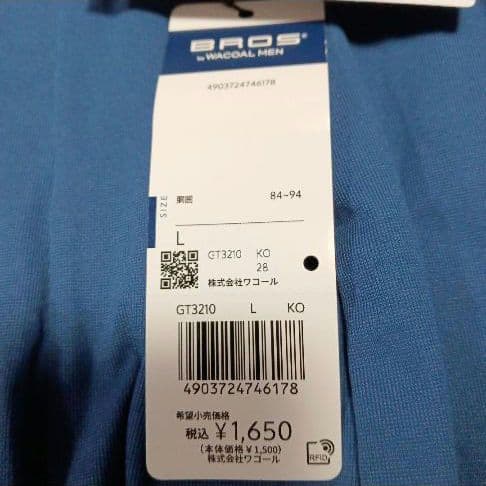 BROS
by WACOAL MEN
4903724746178
SIZE
胴囲 84~94
L
GT3210 KO
28
株式会社ワコール
GT3210 L KO
4903724746178
希望小売価格
税込 ¥1,650
(本体価格 ¥1,500)
株式会社ワコール
RFID